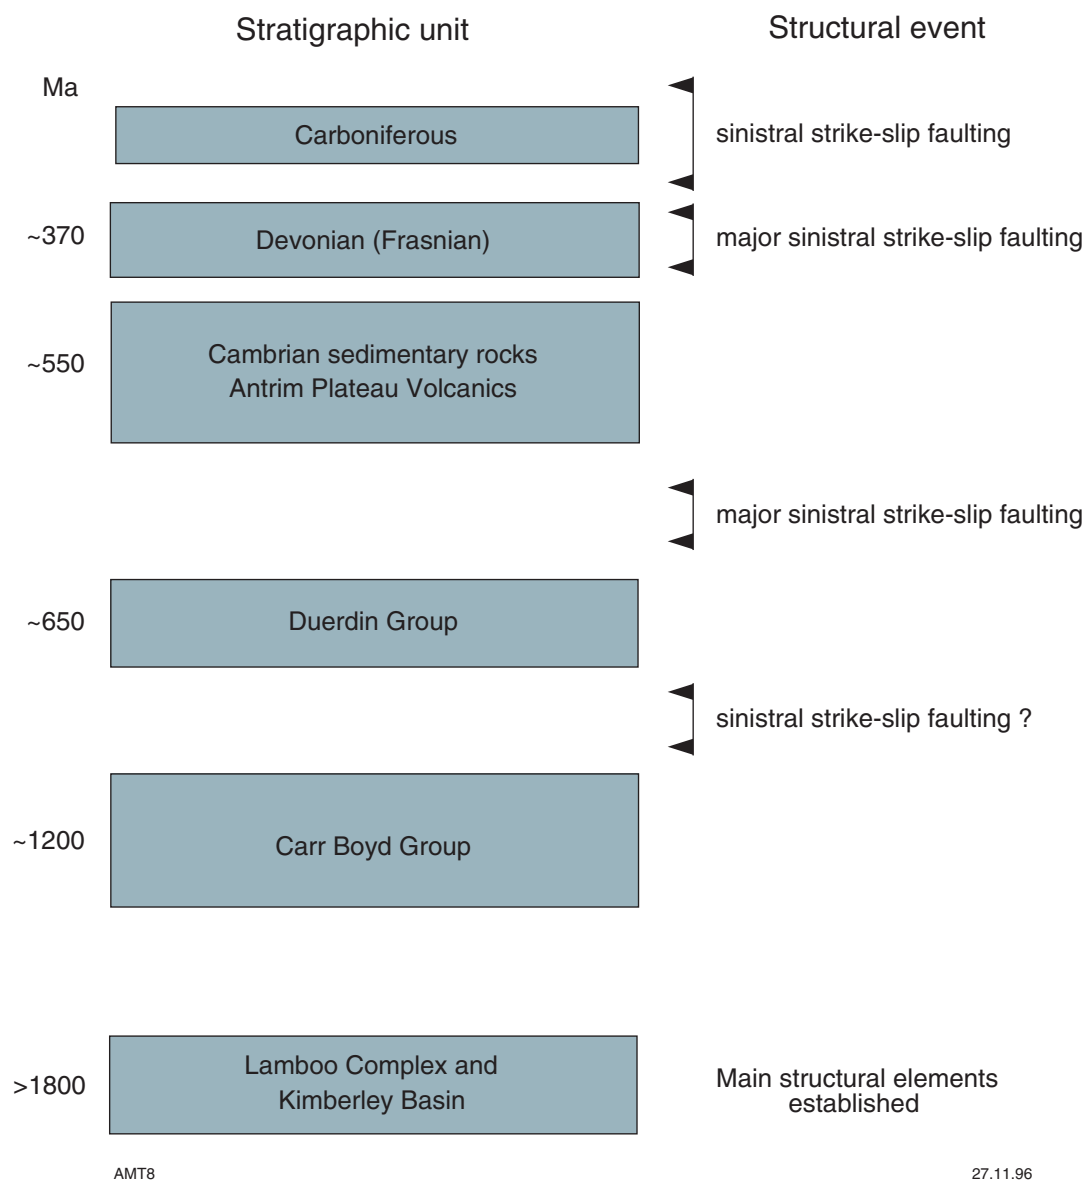 Stratigraphic unit
Structural event
Ma
Carboniferous
sinistral strike-slip faulting
~370
Devonian (Frasnian)
major sinistral strike-slip faulting
~550
Cambrian sedimentary rocks
Antrim Plateau Volcanics
major sinistral strike-slip faulting
~650
Duerdin Group
sinistral strike-slip faulting ?
~1200
Carr Boyd Group
>1800
Lamboo Complex and
Kimberley Basin
Main structural elements
established
AMT8
27.11.96